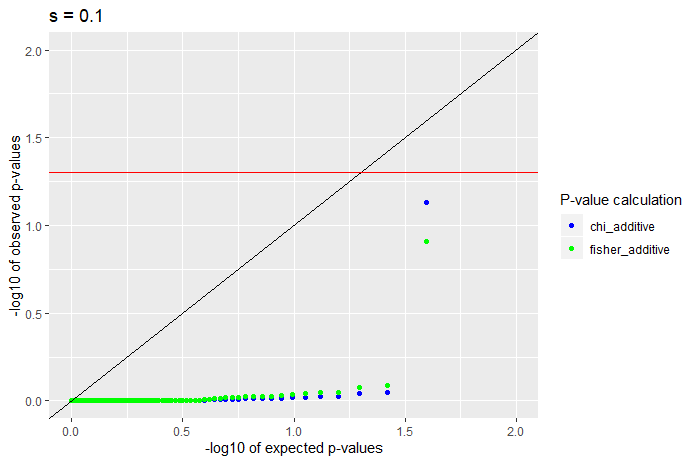 s = 0.1
-log10 of observed p-values
2.0
1.5
1.0
0.5
0.0
0.0 0.5 1.0 1.5 2.0
-log10 of expected p-values
P-value calculation
chi_additive
fisher_additive